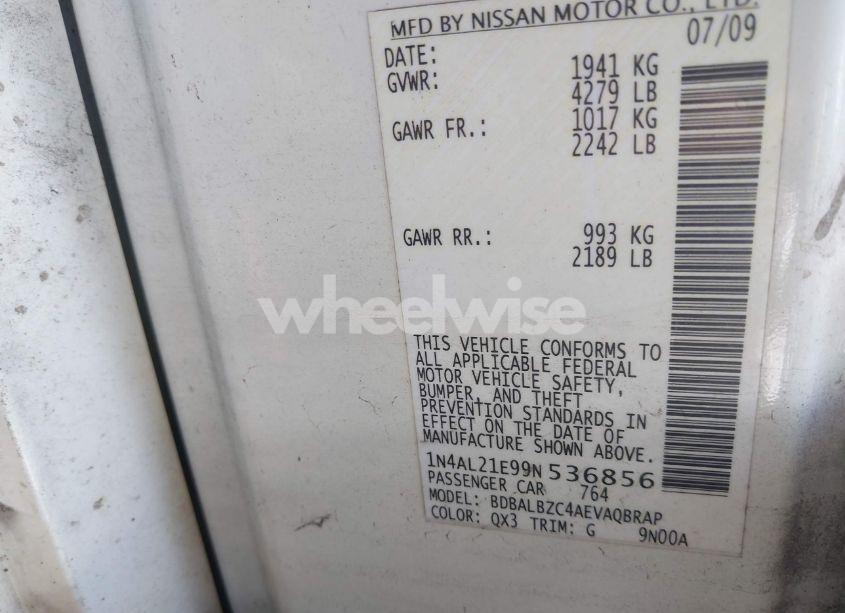 MFD BY NISSAN MOTOR CO., LTD.
DATE: 07/09
GVWR: 1941 KG
4279 LB
GAWR FR.: 1017 KG
2242 LB
GAWR RR.: 993 KG
2189 LB
wheelwise
THIS VEHICLE CONFORMS TO
ALL APPLICABLE FEDERAL
MOTOR VEHICLE SAFETY,
BUMPER, AND THEFT
PREVENTION STANDARDS IN
EFFECT ON THE DATE OF
MANUFACTURE SHOWN ABOVE.
1N4AL21E99N536856
PASSENGER CAR 764
MODEL: BDBALBZC4AEVAQBRAP
COLOR: QX3 TRIM: G 9N00A